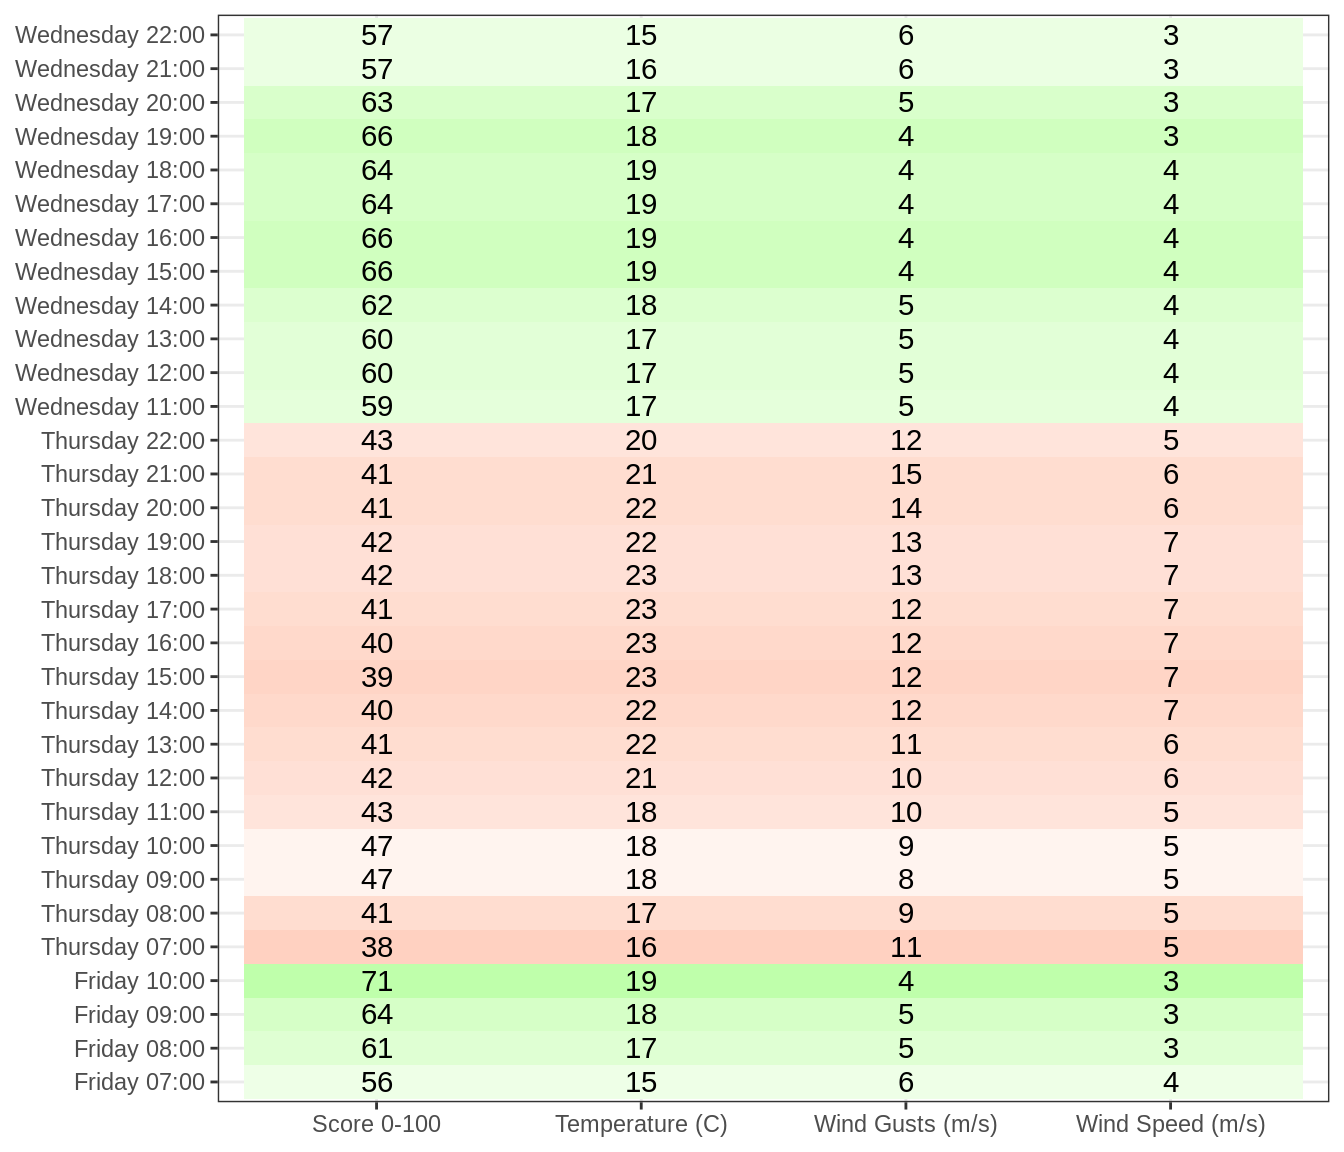 Wednesday 22:00 57 15 6 3
Wednesday 21:00 57 16 6 3
Wednesday 20:00 63 17 5 3
Wednesday 19:00 66 18 4 3
Wednesday 18:00 64 19 4 4
Wednesday 17:00 64 19 4 4
Wednesday 16:00 66 19 4 4
Wednesday 15:00 66 19 4 4
Wednesday 14:00 62 18 5 4
Wednesday 13:00 60 17 5 4
Wednesday 12:00 60 17 5 4
Wednesday 11:00 59 17 5 4
Thursday 22:00 43 20 12 5
Thursday 21:00 41 21 15 6
Thursday 20:00 41 22 14 6
Thursday 19:00 42 22 13 7
Thursday 18:00 42 23 13 7
Thursday 17:00 41 23 12 7
Thursday 16:00 40 23 12 7
Thursday 15:00 39 23 12 7
Thursday 14:00 40 22 12 7
Thursday 13:00 41 22 11 6
Thursday 12:00 42 21 10 6
Thursday 11:00 43 18 10 5
Thursday 10:00 47 18 9 5
Thursday 09:00 47 18 8 5
Thursday 08:00 41 17 9 5
Thursday 07:00 38 16 11 5
Friday 10:00 71 19 4 3
Friday 09:00 64 18 5 3
Friday 08:00 61 17 5 3
Friday 07:00 56 15 6 4
Score 0-100 Temperature (C) Wind Gusts (m/s) Wind Speed (m/s)